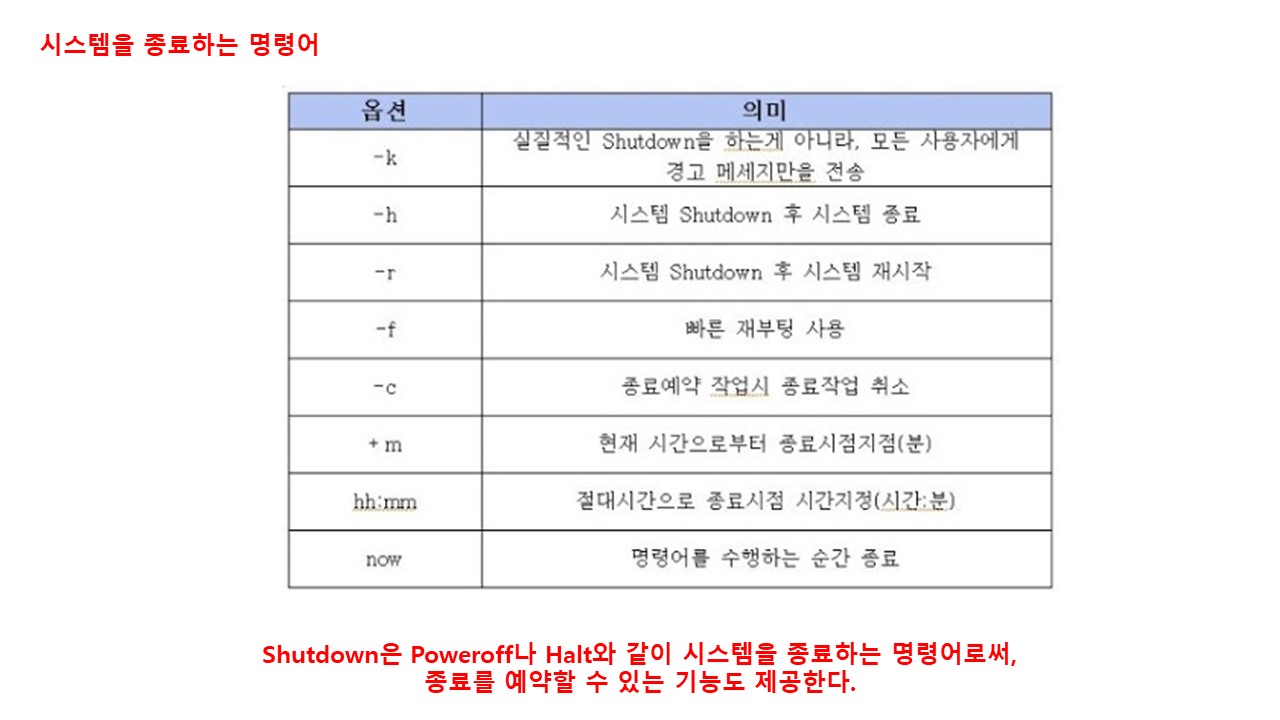 시스템을 종료하는 명령어
옵션 의미
-k 실질적인 Shutdown을 하는게 아니라, 모든 사용자에게
경고 메세지만을 전송
-h 시스템 Shutdown 후 시스템 종료
-r 시스템 Shutdown 후 시스템 재시작
-f 빠른 재부팅 사용
-c 종료예약 작업시 종료작업 취소
+m 현재 시간으로부터 종료시점지점(분)
hh:mm 절대시간으로 종료시점 시간지정(시간:분)
now 명령어를 수행하는 순간 종료
Shutdown은 Poweroff나 Halt와 같이 시스템을 종료하는 명령어로써,
종료를 예약할 수 있는 기능도 제공한다.